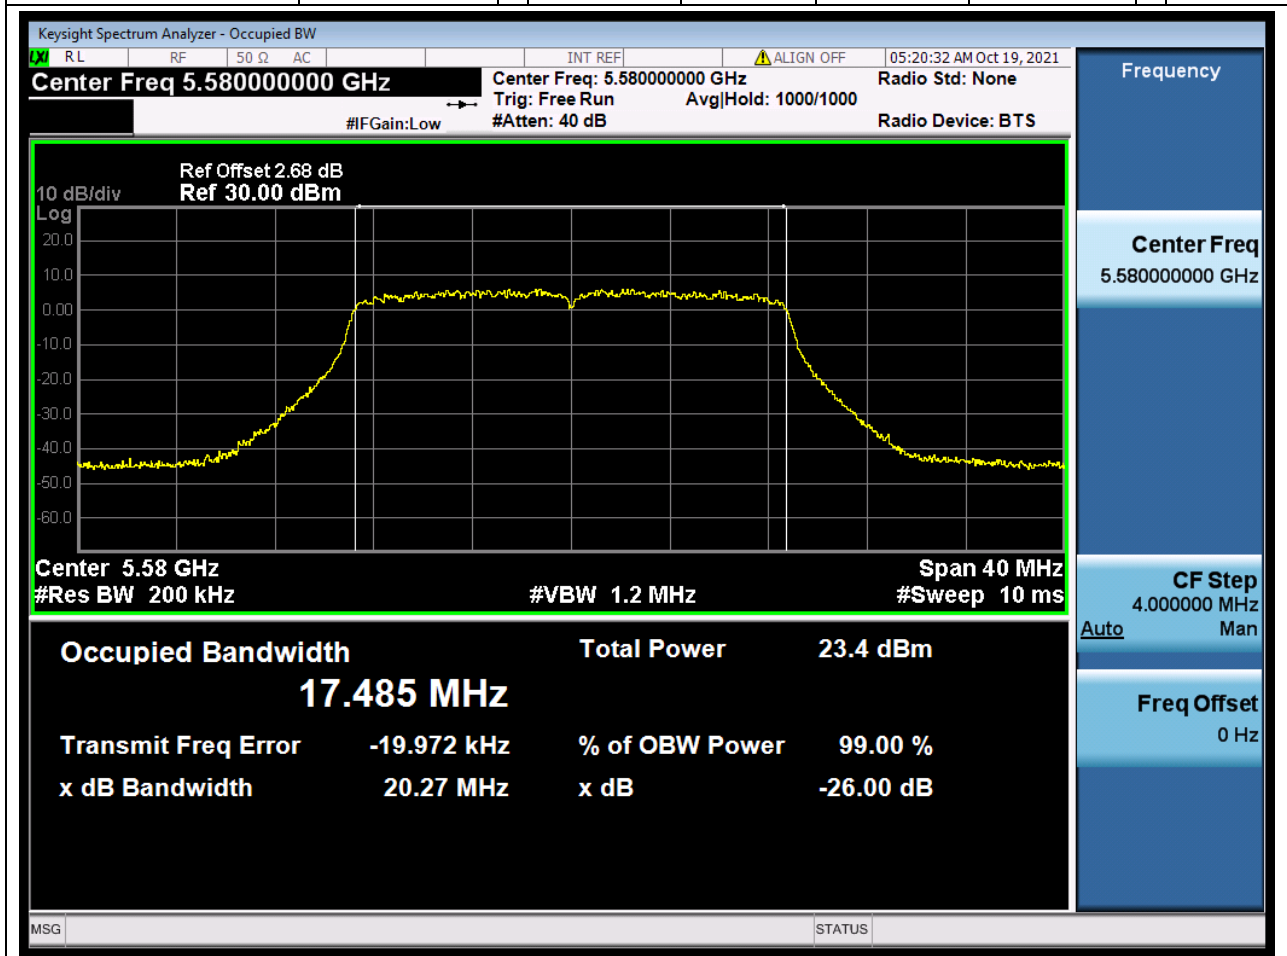 Keysight Spectrum Analyzer - Occupied BW
LXI RL RF 50 Ω AC INT REF ALIGN OFF 05:20:32 AM Oct 19, 2021
Center Freq 5.580000000 GHz
Center Freq: 5.580000000 GHz
Radio Std: None
Trig: Free Run Avg|Hold: 1000/1000
#IFGain:Low #Atten: 40 dB Radio Device: BTS
Ref Offset 2.68 dB
10 dB/div Ref 30.00 dBm
Log
20.0
10.0
0.00
-10.0
-20.0
-30.0
-40.0
-50.0
-60.0
Center 5.58 GHz Span 40 MHz
#Res BW 200 kHz #VBW 1.2 MHz #Sweep 10 ms
Occupied Bandwidth Total Power 23.4 dBm
17.485 MHz
Transmit Freq Error -19.972 kHz % of OBW Power 99.00 %
x dB Bandwidth 20.27 MHz x dB -26.00 dB
Frequency
Center Freq
5.580000000 GHz
CF Step
4.000000 MHz
Auto Man
Freq Offset
0 Hz
MSG STATUS